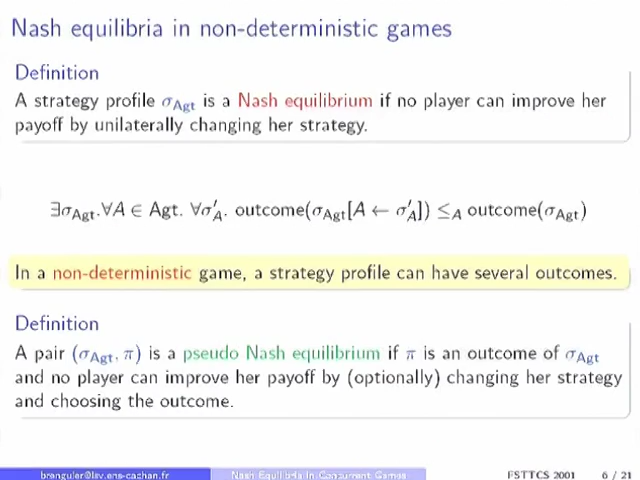 Nash equilibria in non-deterministic games
Definition
A strategy profile σ_Agt is a Nash equilibrium if no player can improve her
payoff by unilaterally changing her strategy.
∃σ_Agt.∀A ∈ Agt. ∀σ′_A. outcome(σ_Agt[A ← σ′_A]) ≤_A outcome(σ_Agt)
In a non-deterministic game, a strategy profile can have several outcomes.
Definition
A pair (σ_Agt, π) is a pseudo Nash equilibrium if π is an outcome of σ_Agt
and no player can improve her payoff by (optionally) changing her strategy
and choosing the outcome.
brenguier@lsv.ens-cachan.fr Nash Equilibria In Concurrent Games FSTTCS 2001 6 / 21